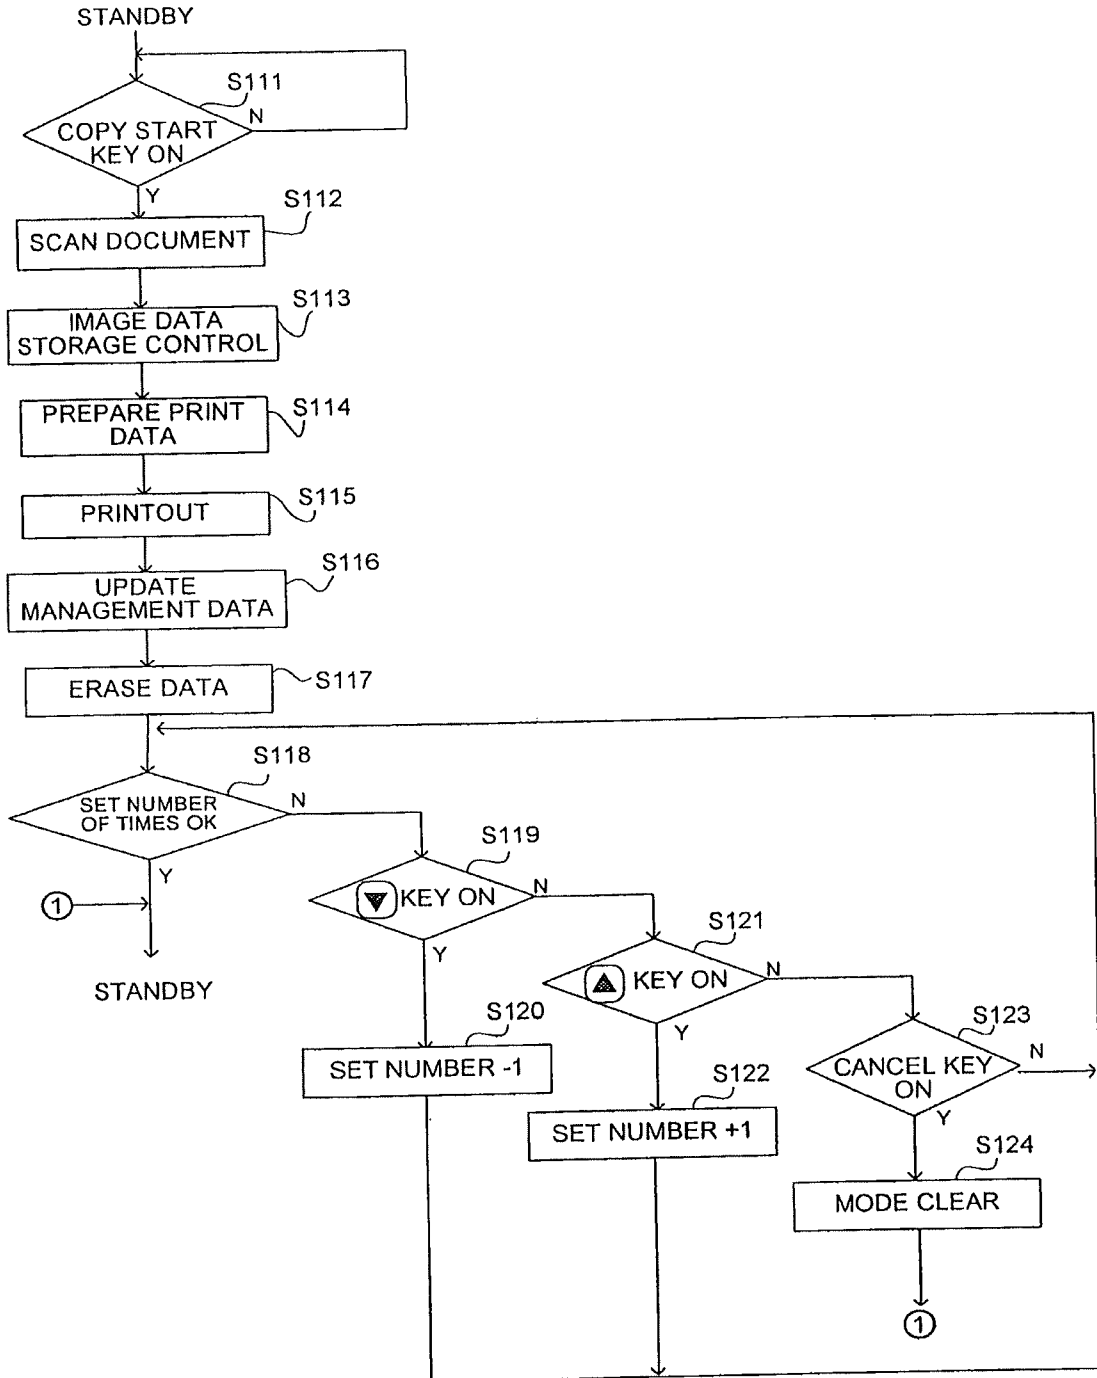 STANDBY
S111
N
COPY START
KEY ON
Y
S112
SCAN DOCUMENT
S113
IMAGE DATA
STORAGE CONTROL
S114
PREPARE PRINT
DATA
S115
PRINTOUT
S116
UPDATE
MANAGEMENT DATA
S117
ERASE DATA
S118
SET NUMBER
OF TIMES OK
N
Y
1
STANDBY
S119
KEY ON
N
Y
S120
SET NUMBER -1
S121
KEY ON
N
Y
S122
SET NUMBER +1
S123
CANCEL KEY
ON
N
Y
S124
MODE CLEAR
1